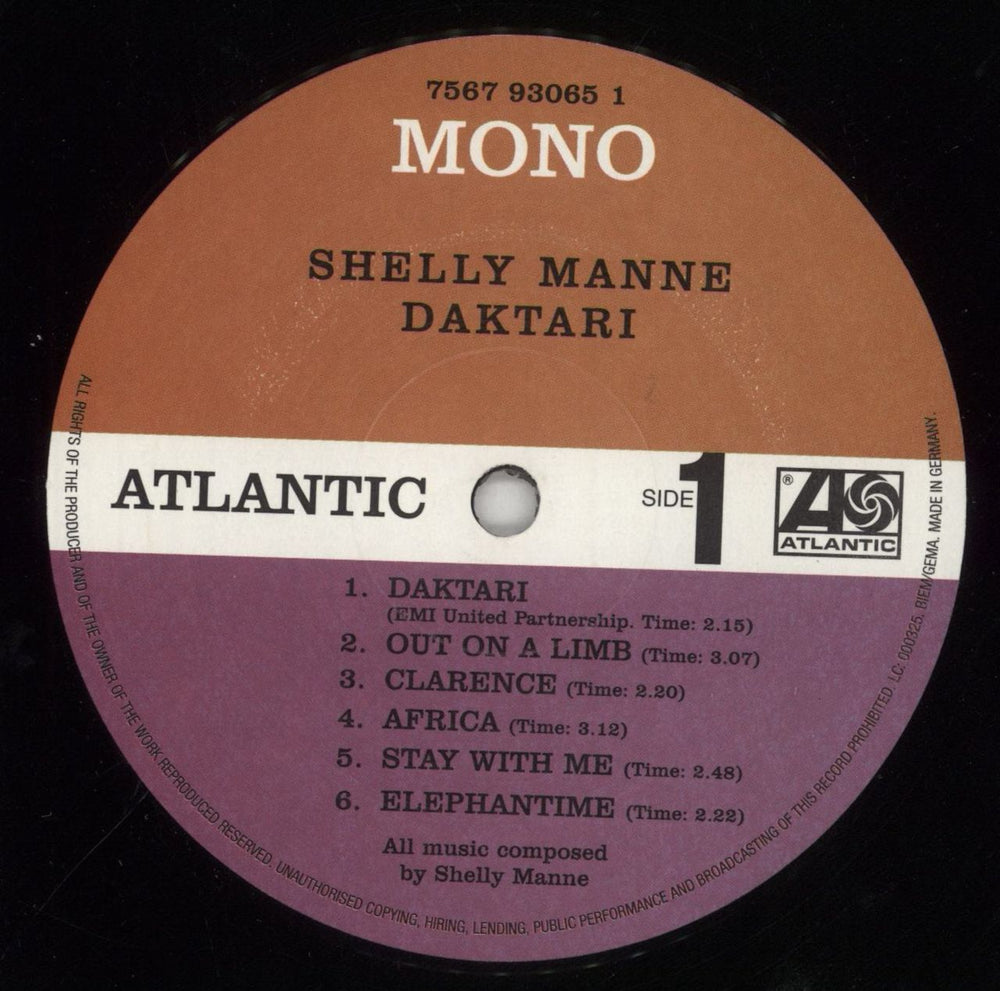 7567 93065 1
MONO
SHELLY MANNE
DAKTARI
ATLANTIC
SIDE 1
®
ATLANTIC
1. DAKTARI
(EMI United Partnership. Time: 2.15)
2. OUT ON A LIMB (Time: 3.07)
3. CLARENCE (Time: 2.20)
4. AFRICA (Time: 3.12)
5. STAY WITH ME (Time: 2.48)
6. ELEPHANTIME (Time: 2.22)
All music composed
by Shelly Manne
ALL RIGHTS OF THE PRODUCER AND OF THE OWNER OF THE WORK REPRODUCED RESERVED. UNAUTHORISED COPYING, HIRING, LENDING, PUBLIC PERFORMANCE AND BROADCASTING OF THIS RECORD PROHIBITED. LC: 000325. BIEM/GEMA. MADE IN GERMANY.